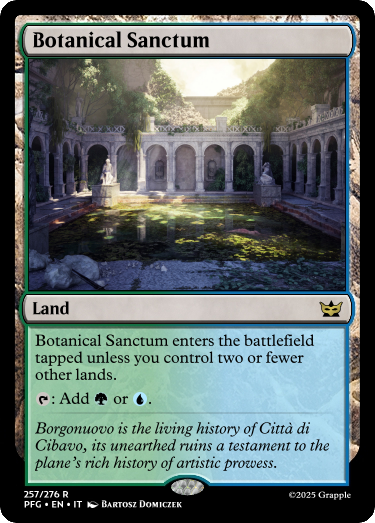 Botanical Sanctum
Land
Botanical Sanctum enters the battlefield
tapped unless you control two or fewer
other lands.
: Add or .
Borgonuovo is the living history of Città di
Cibavo, its unearthed ruins a testament to the
plane's rich history of artistic prowess.
257/276 R
PFG • EN • IT Bartosz Domiczek
©2025 Grapple